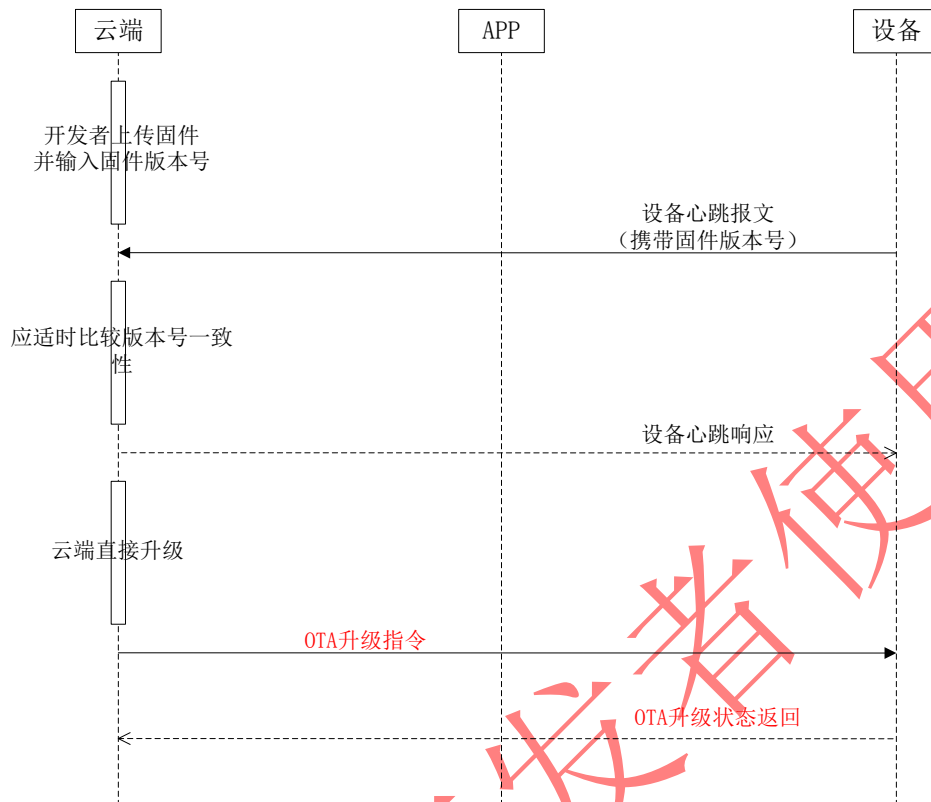 云端
APP
设备
开发者上传固件
并输入固件版本号
设备心跳报文
（携带固件版本号）
应适时比较版本号一致
性
设备心跳响应
云端直接升级
OTA升级指令
OTA升级状态返回
发者使用